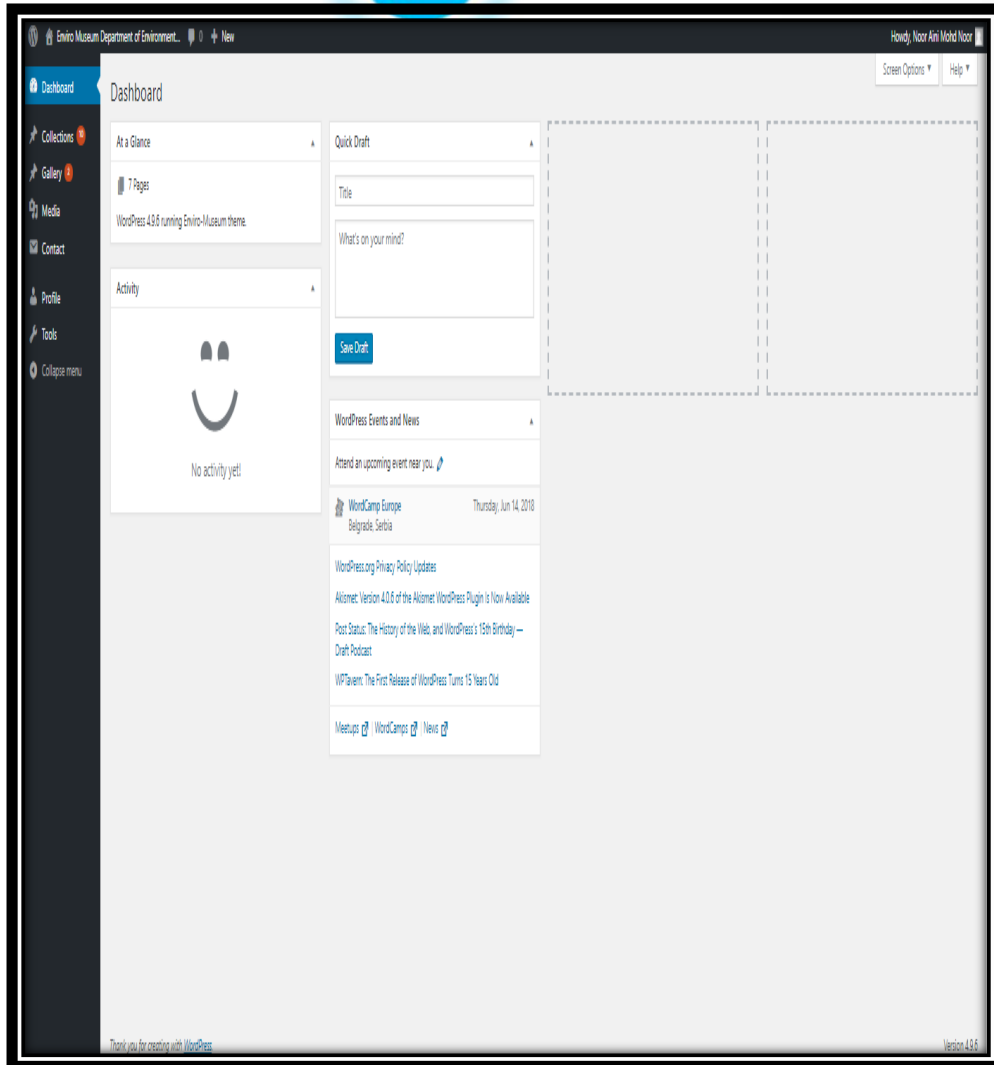 Enviro Museum Department of Environment... 0 + New
Howdy, Noor Aini Mohd Noor
Screen Options
Help
Dashboard
Collections 10
Gallery 2
Media
Contact
Profile
Tools
Collapse menu
Dashboard
At a Glance
7 Pages
WordPress 4.9.6 running Enviro-Museum theme.
Activity
No activity yet!
Quick Draft
Title
What's on your mind?
Save Draft
WordPress Events and News
Attend an upcoming event near you.
WordCamp Europe
Thursday, Jun 14, 2018
Belgrade, Serbia
WordPress.org Privacy Policy Updates
Akismet: Version 4.0.6 of the Akismet WordPress Plugin Is Now Available
Post Status: The History of the Web, and WordPress's 15th Birthday —
Draft Podcast
WPTavern: The First Release of WordPress Turns 15 Years Old
Meetups | WordCamps | News
Thank you for creating with WordPress.
Version 4.9.6